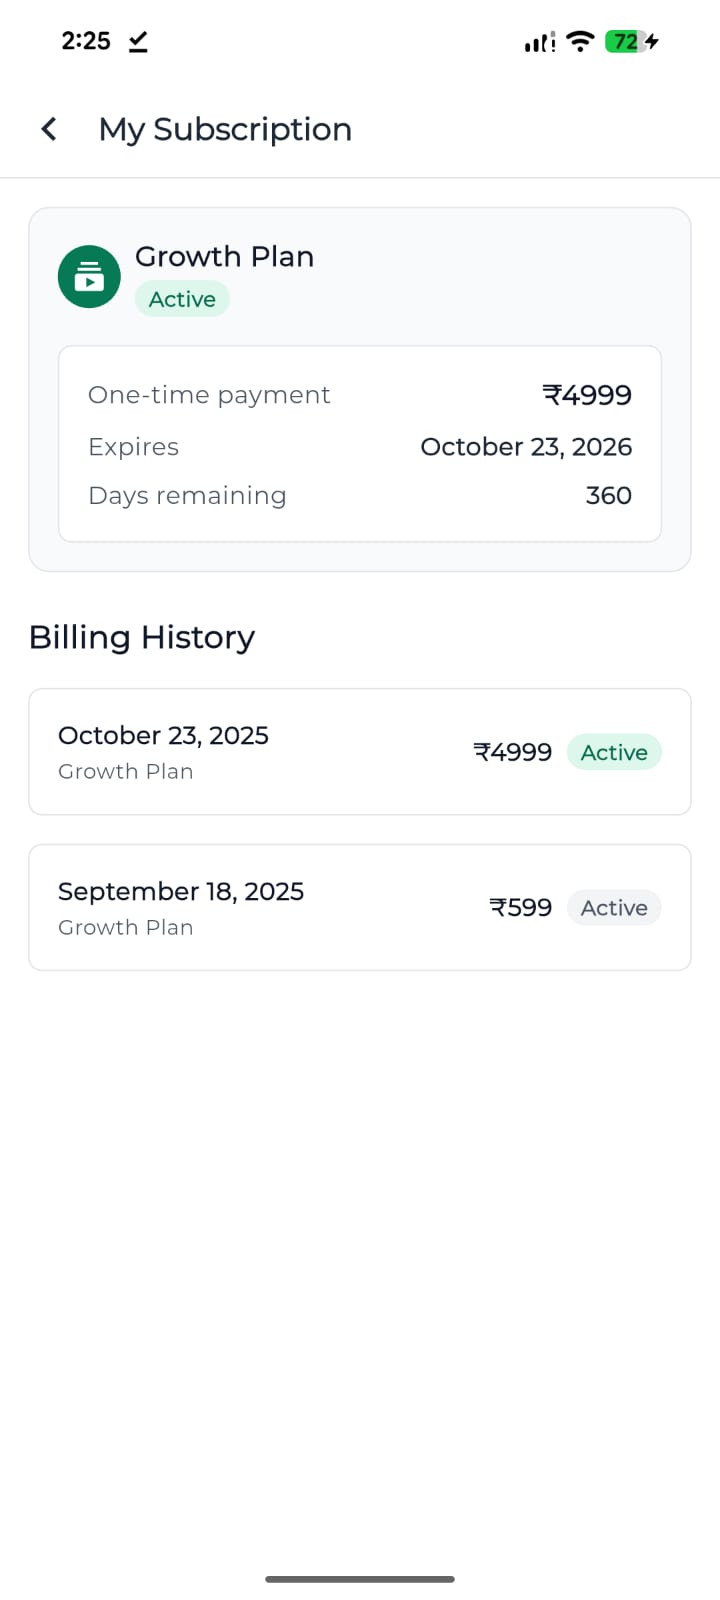 2:25
72
My Subscription
Growth Plan
Active
One-time payment ₹4999
Expires October 23, 2026
Days remaining 360
Billing History
October 23, 2025
Growth Plan
₹4999 Active
September 18, 2025
Growth Plan
₹599 Active